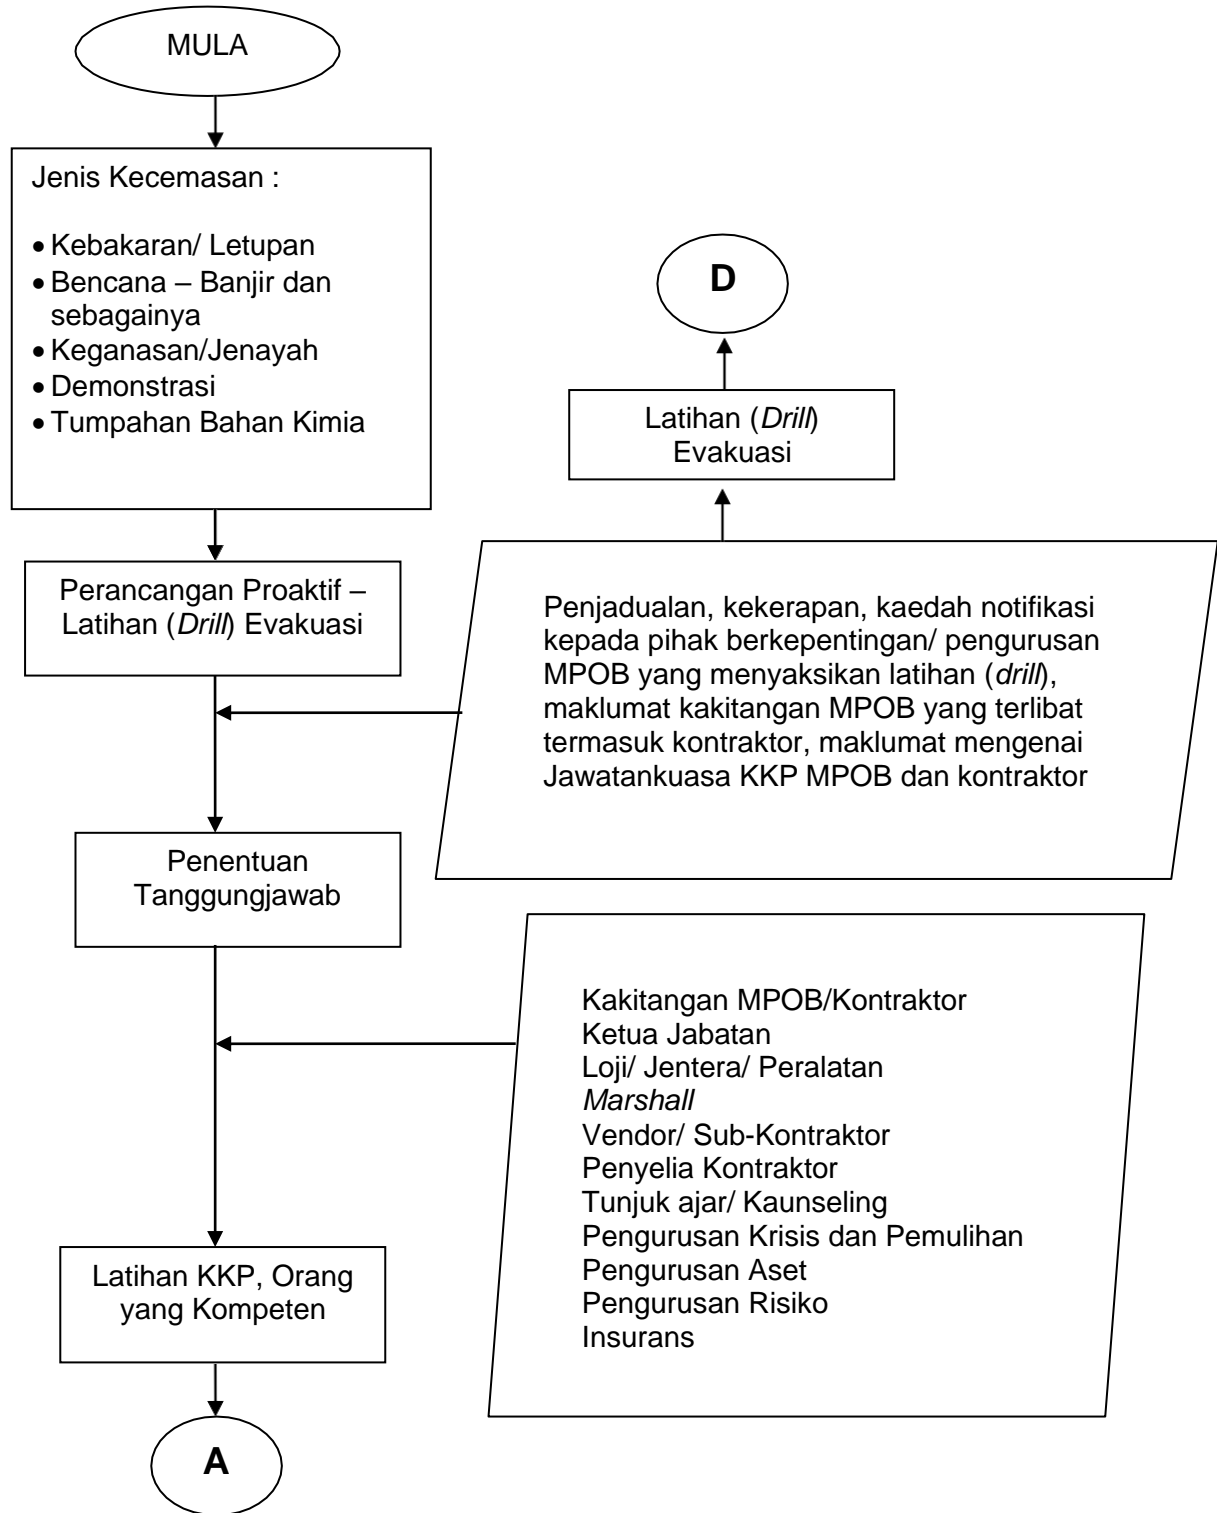 MULA
Jenis Kecemasan :
• Kebakaran/ Letupan
• Bencana – Banjir dan
sebagainya
• Keganasan/Jenayah
• Demonstrasi
• Tumpahan Bahan Kimia
Perancangan Proaktif –
Latihan (Drill) Evakuasi
Penentuan
Tanggungjawab
Latihan KKP, Orang
yang Kompeten
A
D
Latihan (Drill)
Evakuasi
Penjadualan, kekerapan, kaedah notifikasi
kepada pihak berkepentingan/ pengurusan
MPOB yang menyaksikan latihan (drill),
maklumat kakitangan MPOB yang terlibat
termasuk kontraktor, maklumat mengenai
Jawatankuasa KKP MPOB dan kontraktor
Kakitangan MPOB/Kontraktor
Ketua Jabatan
Loji/ Jentera/ Peralatan
Marshall
Vendor/ Sub-Kontraktor
Penyelia Kontraktor
Tunjuk ajar/ Kaunseling
Pengurusan Krisis dan Pemulihan
Pengurusan Aset
Pengurusan Risiko
Insurans